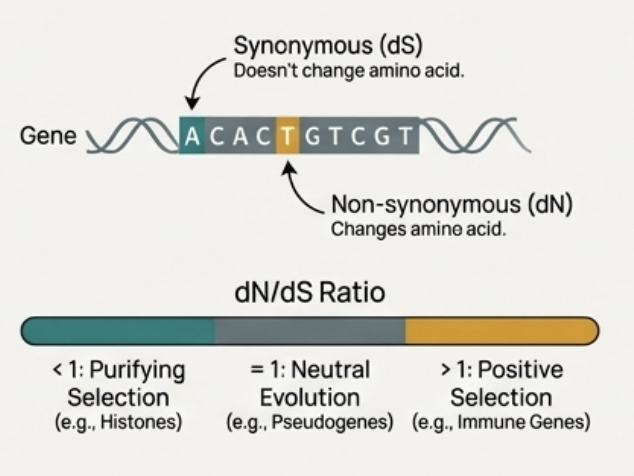 Synonymous (dS)
Doesn't change amino acid.
Gene
ACACTGTCGT
Non-synonymous (dN)
Changes amino acid.
dN/dS Ratio
< 1: Purifying
Selection
(e.g., Histones)
= 1: Neutral
Evolution
(e.g., Pseudogenes)
> 1: Positive
Selection
(e.g., Immune Genes)